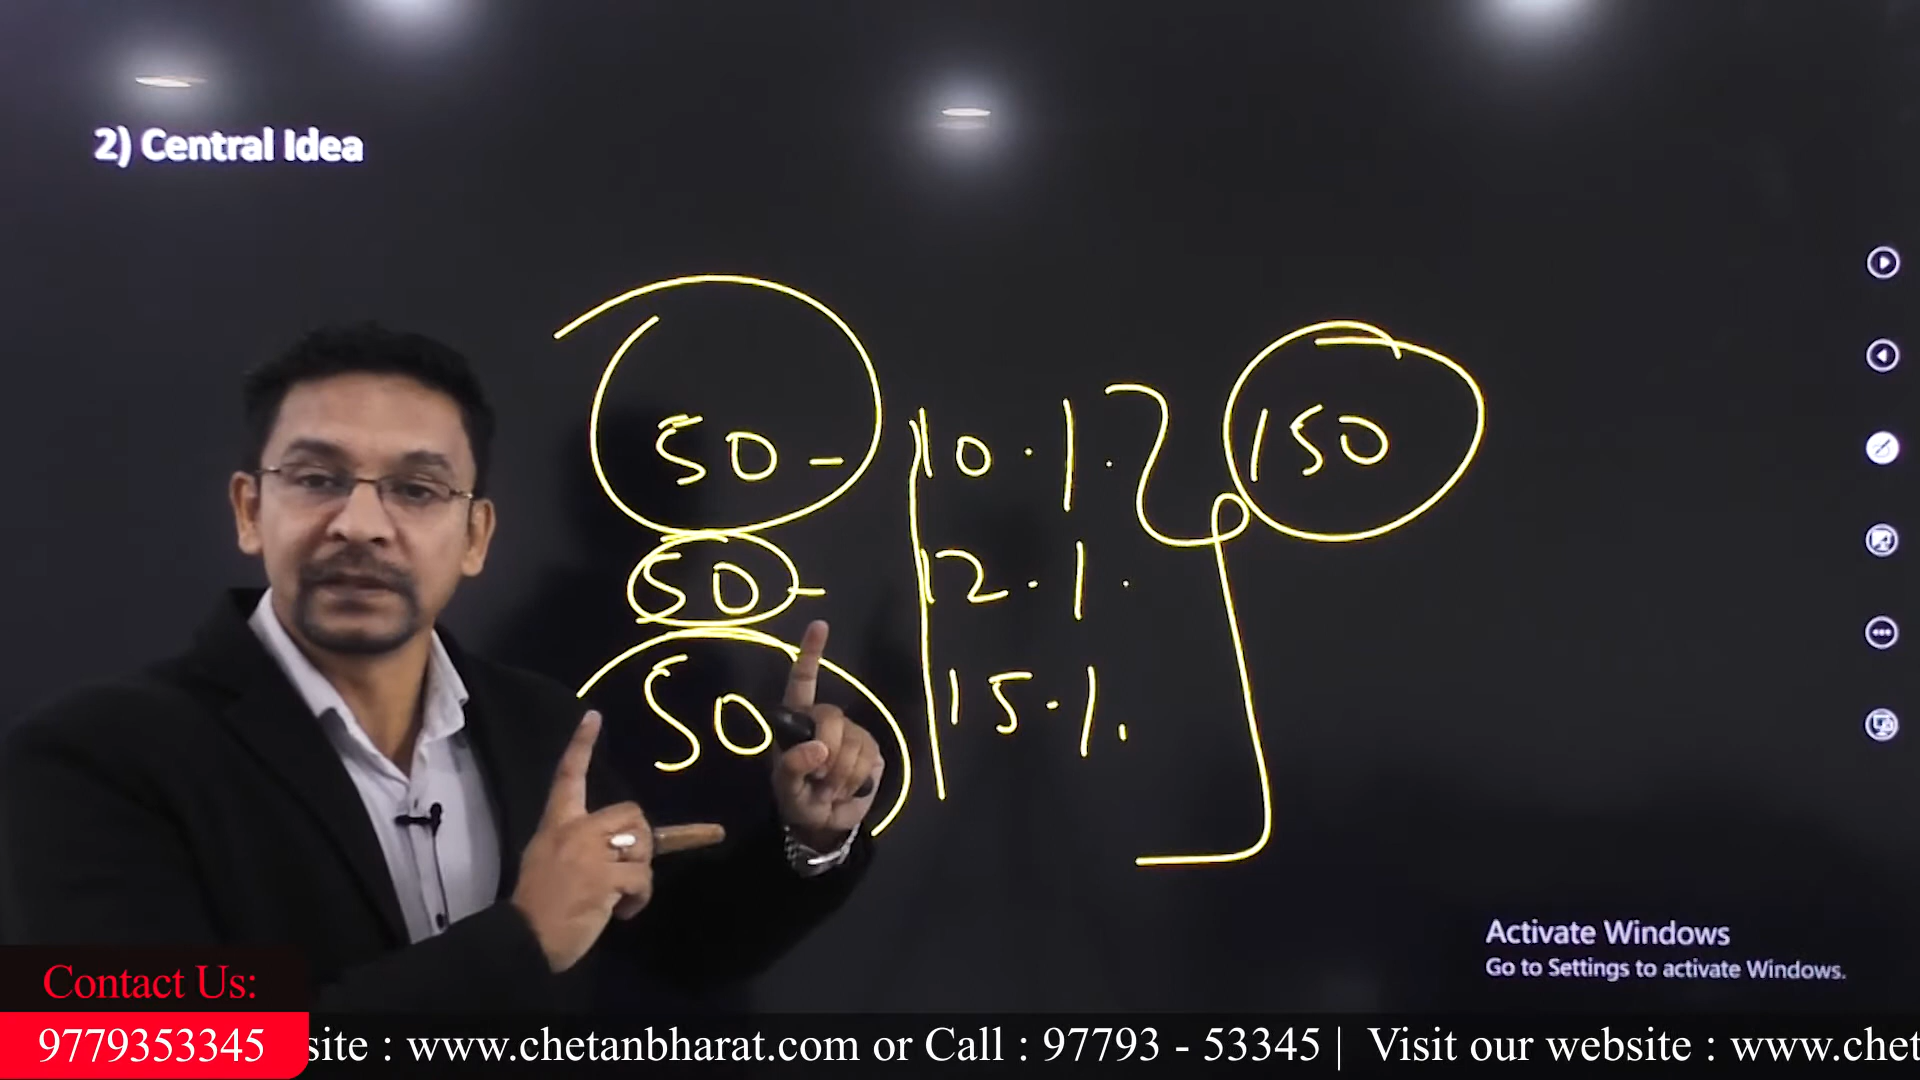 2) Central Idea
50 - 10.1. 150
50 - 12.1.
50 15.1.
Activate Windows
Go to Settings to activate Windows.
Contact Us:
9779353345
site : www.chetanbharat.com or Call : 97793 - 53345 | Visit our website : www.chet